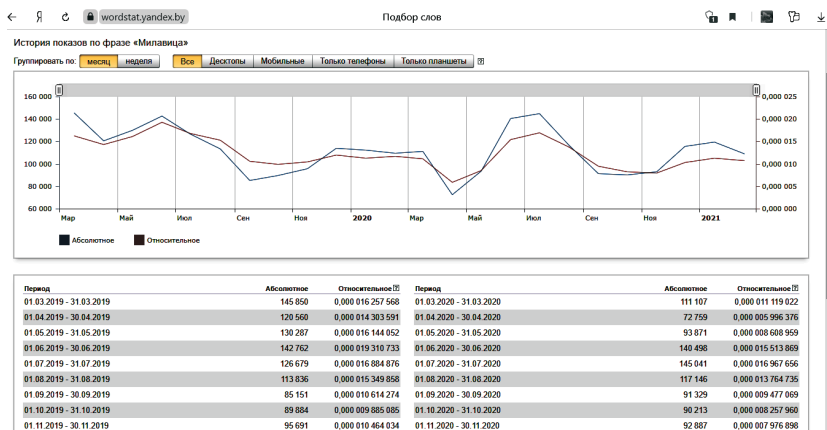 wordstat.yandex.by
Подбор слов
История показов по фразе «Милавица»
Группировать по: месяц неделя Все Десктопы Мобильные Только телефоны Только планшеты
160 000 0,000 025
140 000 0,000 020
120 000 0,000 015
100 000 0,000 010
80 000 0,000 005
60 000 0,000 000
Мар Май Июл Сен Ноя 2020 Мар Май Июл Сен Ноя 2021
Абсолютное Относительное
Период Абсолютное Относительное Период Абсолютное Относительное
01.03.2019 - 31.03.2019 145 850 0,000 016 257 568 01.03.2020 - 31.03.2020 111 107 0,000 011 119 022
01.04.2019 - 30.04.2019 120 560 0,000 014 303 591 01.04.2020 - 30.04.2020 72 759 0,000 005 996 376
01.05.2019 - 31.05.2019 130 287 0,000 016 144 052 01.05.2020 - 31.05.2020 93 871 0,000 008 608 959
01.06.2019 - 30.06.2019 142 762 0,000 019 310 733 01.06.2020 - 30.06.2020 140 498 0,000 015 513 869
01.07.2019 - 31.07.2019 126 679 0,000 016 884 876 01.07.2020 - 31.07.2020 145 041 0,000 016 967 656
01.08.2019 - 31.08.2019 113 836 0,000 015 349 858 01.08.2020 - 31.08.2020 117 146 0,000 013 764 735
01.09.2019 - 30.09.2019 85 151 0,000 010 614 274 01.09.2020 - 30.09.2020 91 329 0,000 009 477 069
01.10.2019 - 31.10.2019 89 884 0,000 009 885 085 01.10.2020 - 31.10.2020 90 213 0,000 008 257 960
01.11.2019 - 30.11.2019 95 691 0,000 010 464 034 01.11.2020 - 30.11.2020 92 887 0,000 007 976 898